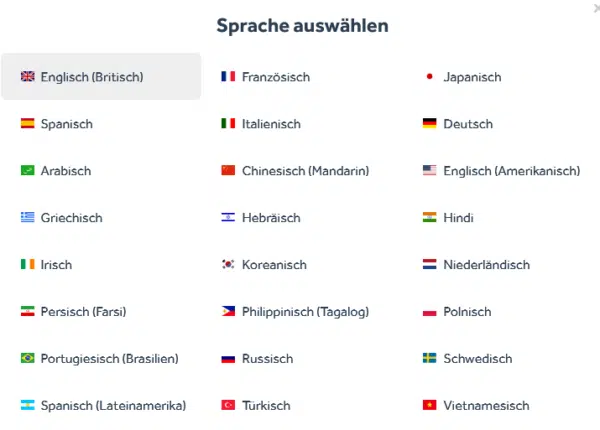 Sprache auswählen
Englisch (Britisch)
Französisch
Japanisch
Spanisch
Italienisch
Deutsch
Arabisch
Chinesisch (Mandarin)
Englisch (Amerikanisch)
Griechisch
Hebräisch
Hindi
Irisch
Koreanisch
Niederländisch
Persisch (Farsi)
Philippinisch (Tagalog)
Polnisch
Portugiesisch (Brasilien)
Russisch
Schwedisch
Spanisch (Lateinamerika)
Türkisch
Vietnamesisch